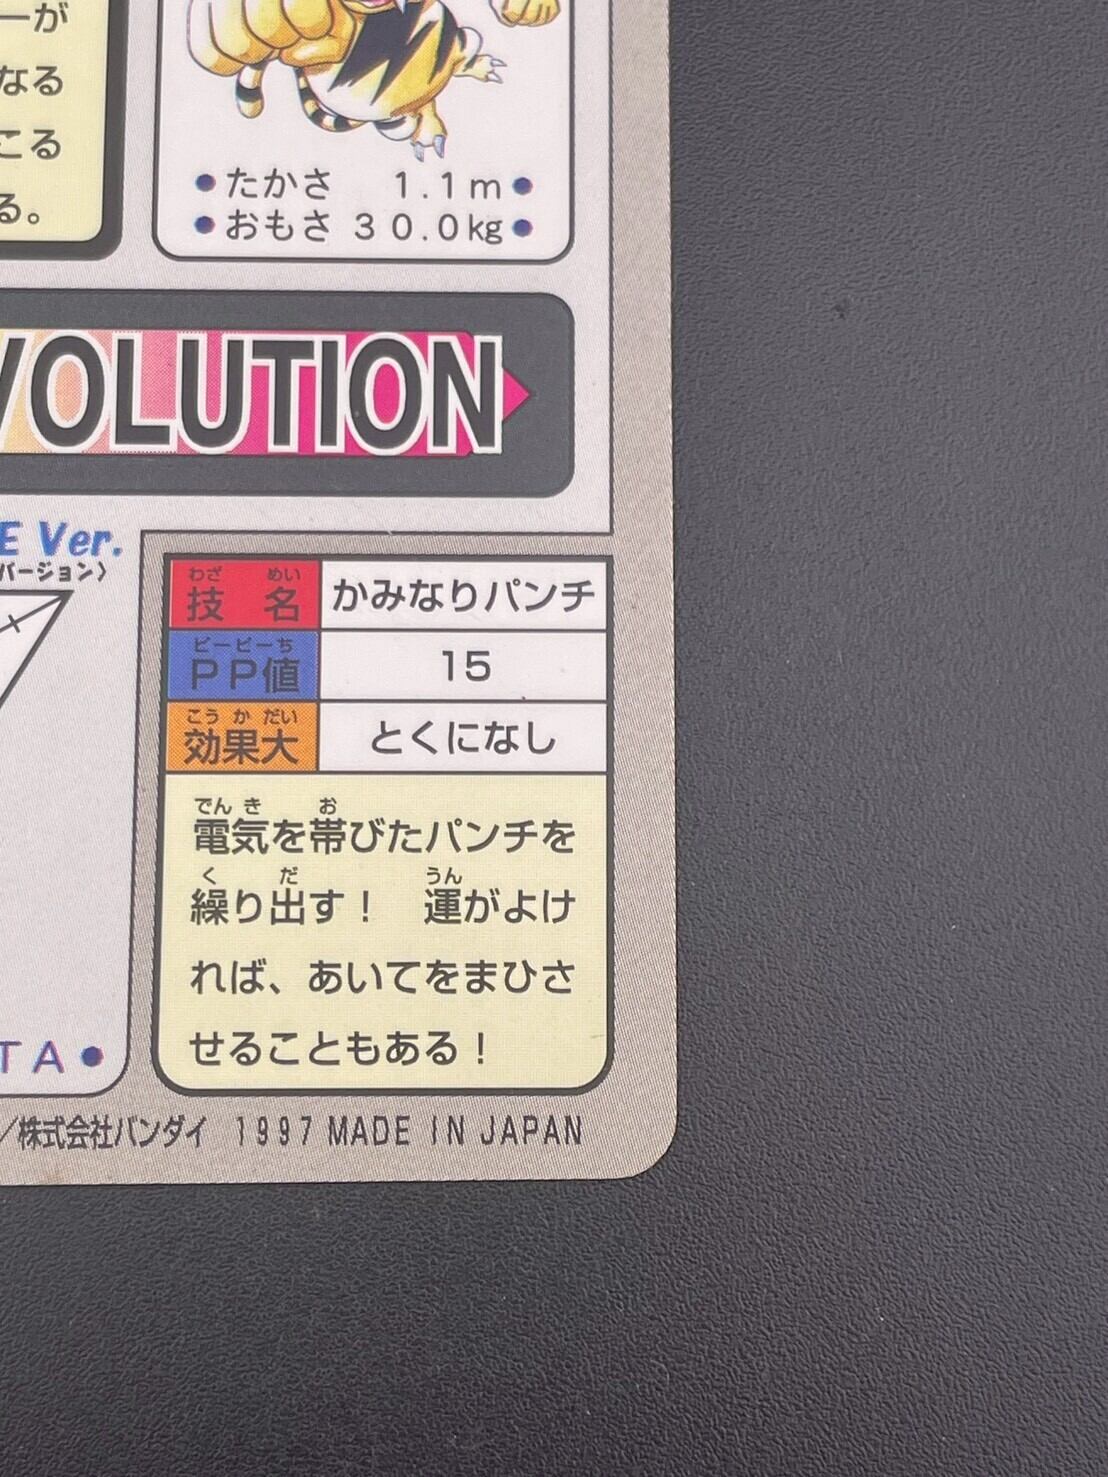 ーが
なる
こる
る。
●たかさ 1.1m●
●おもさ 30.0kg●
VOLUTION
E Ver.
バージョン〉
わざ めい
技 名 かみなりパンチ
ピーピーち
PP値 15
こう か だい
効果大 とくになし
でん き お
電気を帯びたパンチを
く だ うん
繰り出す! 運がよけ
れば、あいてをまひさ
せることもある!
TA●
/株式会社バンダイ 1997 MADE IN JAPAN